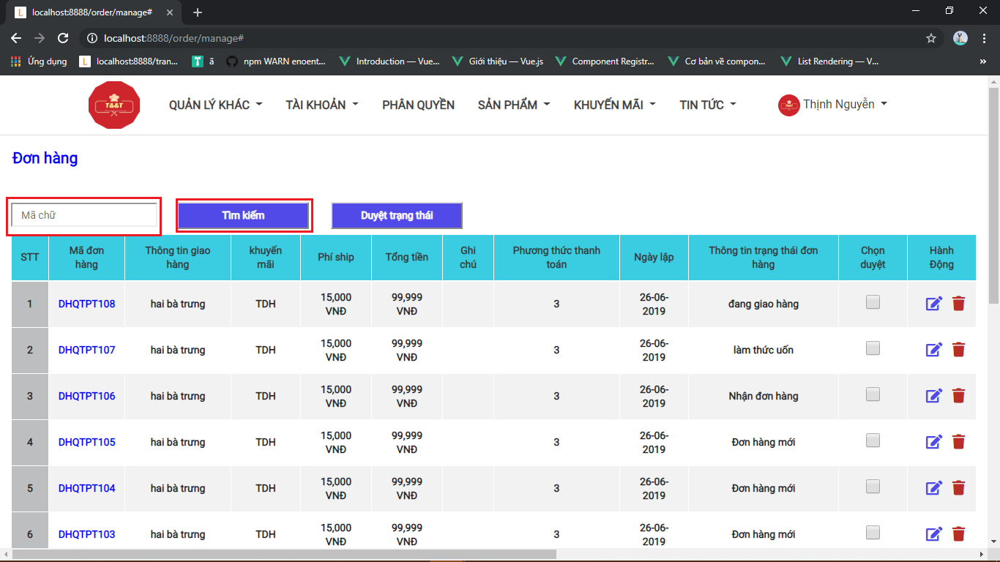 localhost:8888/order/manage#
localhost:8888/order/manage#
Ứng dụng
localhost:8888/tran...
ã
npm WARN enoent...
Introduction — Vue...
Giới thiệu — Vue.js
Component Registr...
Cơ bản về compon...
List Rendering — V...
T&&T
QUẢN LÝ KHÁC
TÀI KHOẢN
PHÂN QUYỀN
SẢN PHẨM
KHUYẾN MÃI
TIN TỨC
Thịnh Nguyễn
Đơn hàng
Mã chữ
Tìm kiếm
Duyệt trạng thái
STT
Mã đơn
hàng
Thông tin giao
hàng
khuyến
mãi
Phí ship
Tổng tiền
Ghi
chú
Phương thức thanh
toán
Ngày lập
Thông tin trạng thái đơn
hàng
Chọn
duyệt
Hành
Động
1
DHQTPT108
hai bà trưng
TDH
15,000
VNĐ
99,999
VNĐ
3
26-06-
2019
đang giao hàng
2
DHQTPT107
hai bà trưng
TDH
15,000
VNĐ
99,999
VNĐ
3
26-06-
2019
làm thức uốn
3
DHQTPT106
hai bà trưng
TDH
15,000
VNĐ
99,999
VNĐ
3
26-06-
2019
Nhận đơn hàng
4
DHQTPT105
hai bà trưng
TDH
15,000
VNĐ
99,999
VNĐ
3
26-06-
2019
Đơn hàng mới
5
DHQTPT104
hai bà trưng
TDH
15,000
VNĐ
99,999
VNĐ
3
26-06-
2019
Đơn hàng mới
6
DHQTPT103
hai bà trưng
TDH
15,000
VNĐ
99,999
VNĐ
3
26-06-
2019
Đơn hàng mới